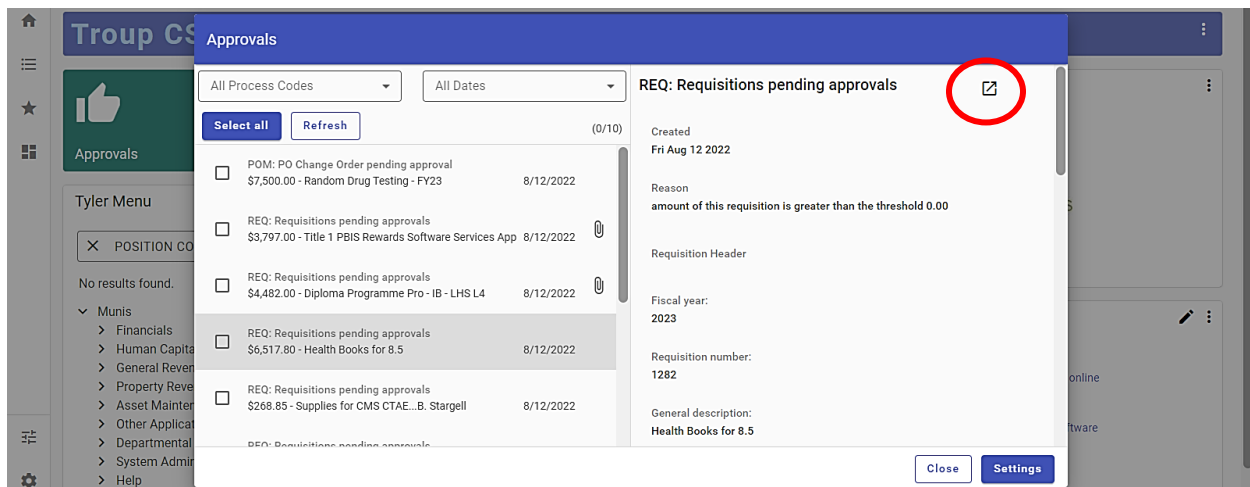 Troup CS
Approvals
Approvals
Tyler Menu
POSITION CO
No results found.
Munis
Financials
Human Capita
General Reven
Property Reve
Asset Mainter
Other Applicat
Departmental
System Admir
Help
All Process Codes
All Dates
Select all
Refresh
(0/10)
POM: PO Change Order pending approval
$7,500.00 - Random Drug Testing - FY23 8/12/2022
REQ: Requisitions pending approvals
$3,797.00 - Title 1 PBIS Rewards Software Services App 8/12/2022
REQ: Requisitions pending approvals
$4,482.00 - Diploma Programme Pro - IB - LHS L4 8/12/2022
REQ: Requisitions pending approvals
$6,517.80 - Health Books for 8.5 8/12/2022
REQ: Requisitions pending approvals
$268.85 - Supplies for CMS CTAE...B. Stargell 8/12/2022
REQ: Requisitions pending approvals
REQ: Requisitions pending approvals
Created
Fri Aug 12 2022
Reason
amount of this requisition is greater than the threshold 0.00
Requisition Header
Fiscal year:
2023
Requisition number:
1282
General description:
Health Books for 8.5
Close
Settings
S
online
ftware